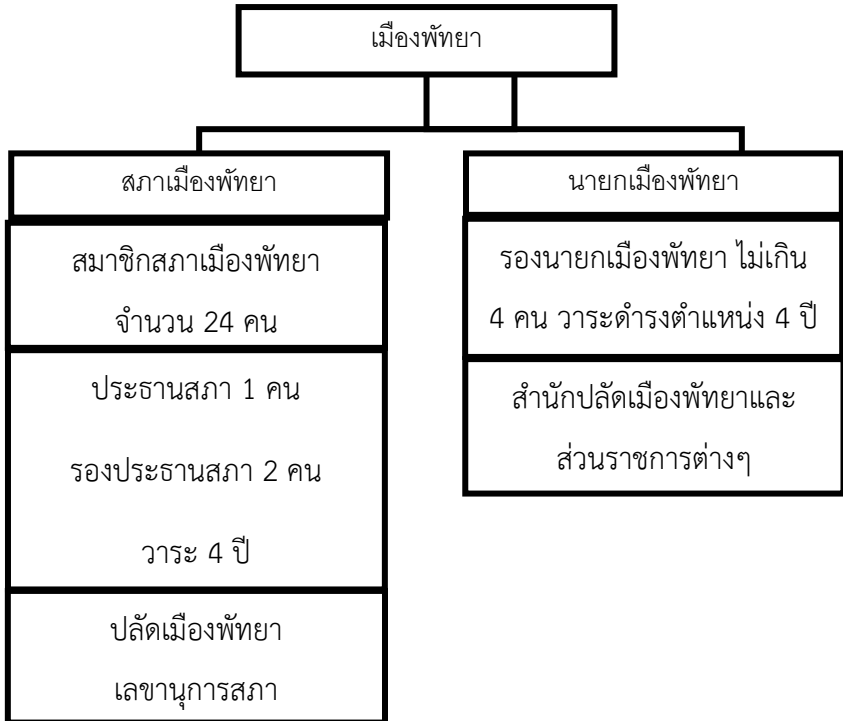 เมืองพัทยา
สภาเมืองพัทยา
สมาชิกสภาเมืองพัทยา
จำนวน 24 คน
ประธานสภา 1 คน
รองประธานสภา 2 คน
วาระ 4 ปี
ปลัดเมืองพัทยา
เลขานุการสภา
นายกเมืองพัทยา
รองนายกเมืองพัทยา ไม่เกิน
4 คน วาระดำรงตำแหน่ง 4 ปี
สำนักปลัดเมืองพัทยาและ
ส่วนราชการต่างๆ